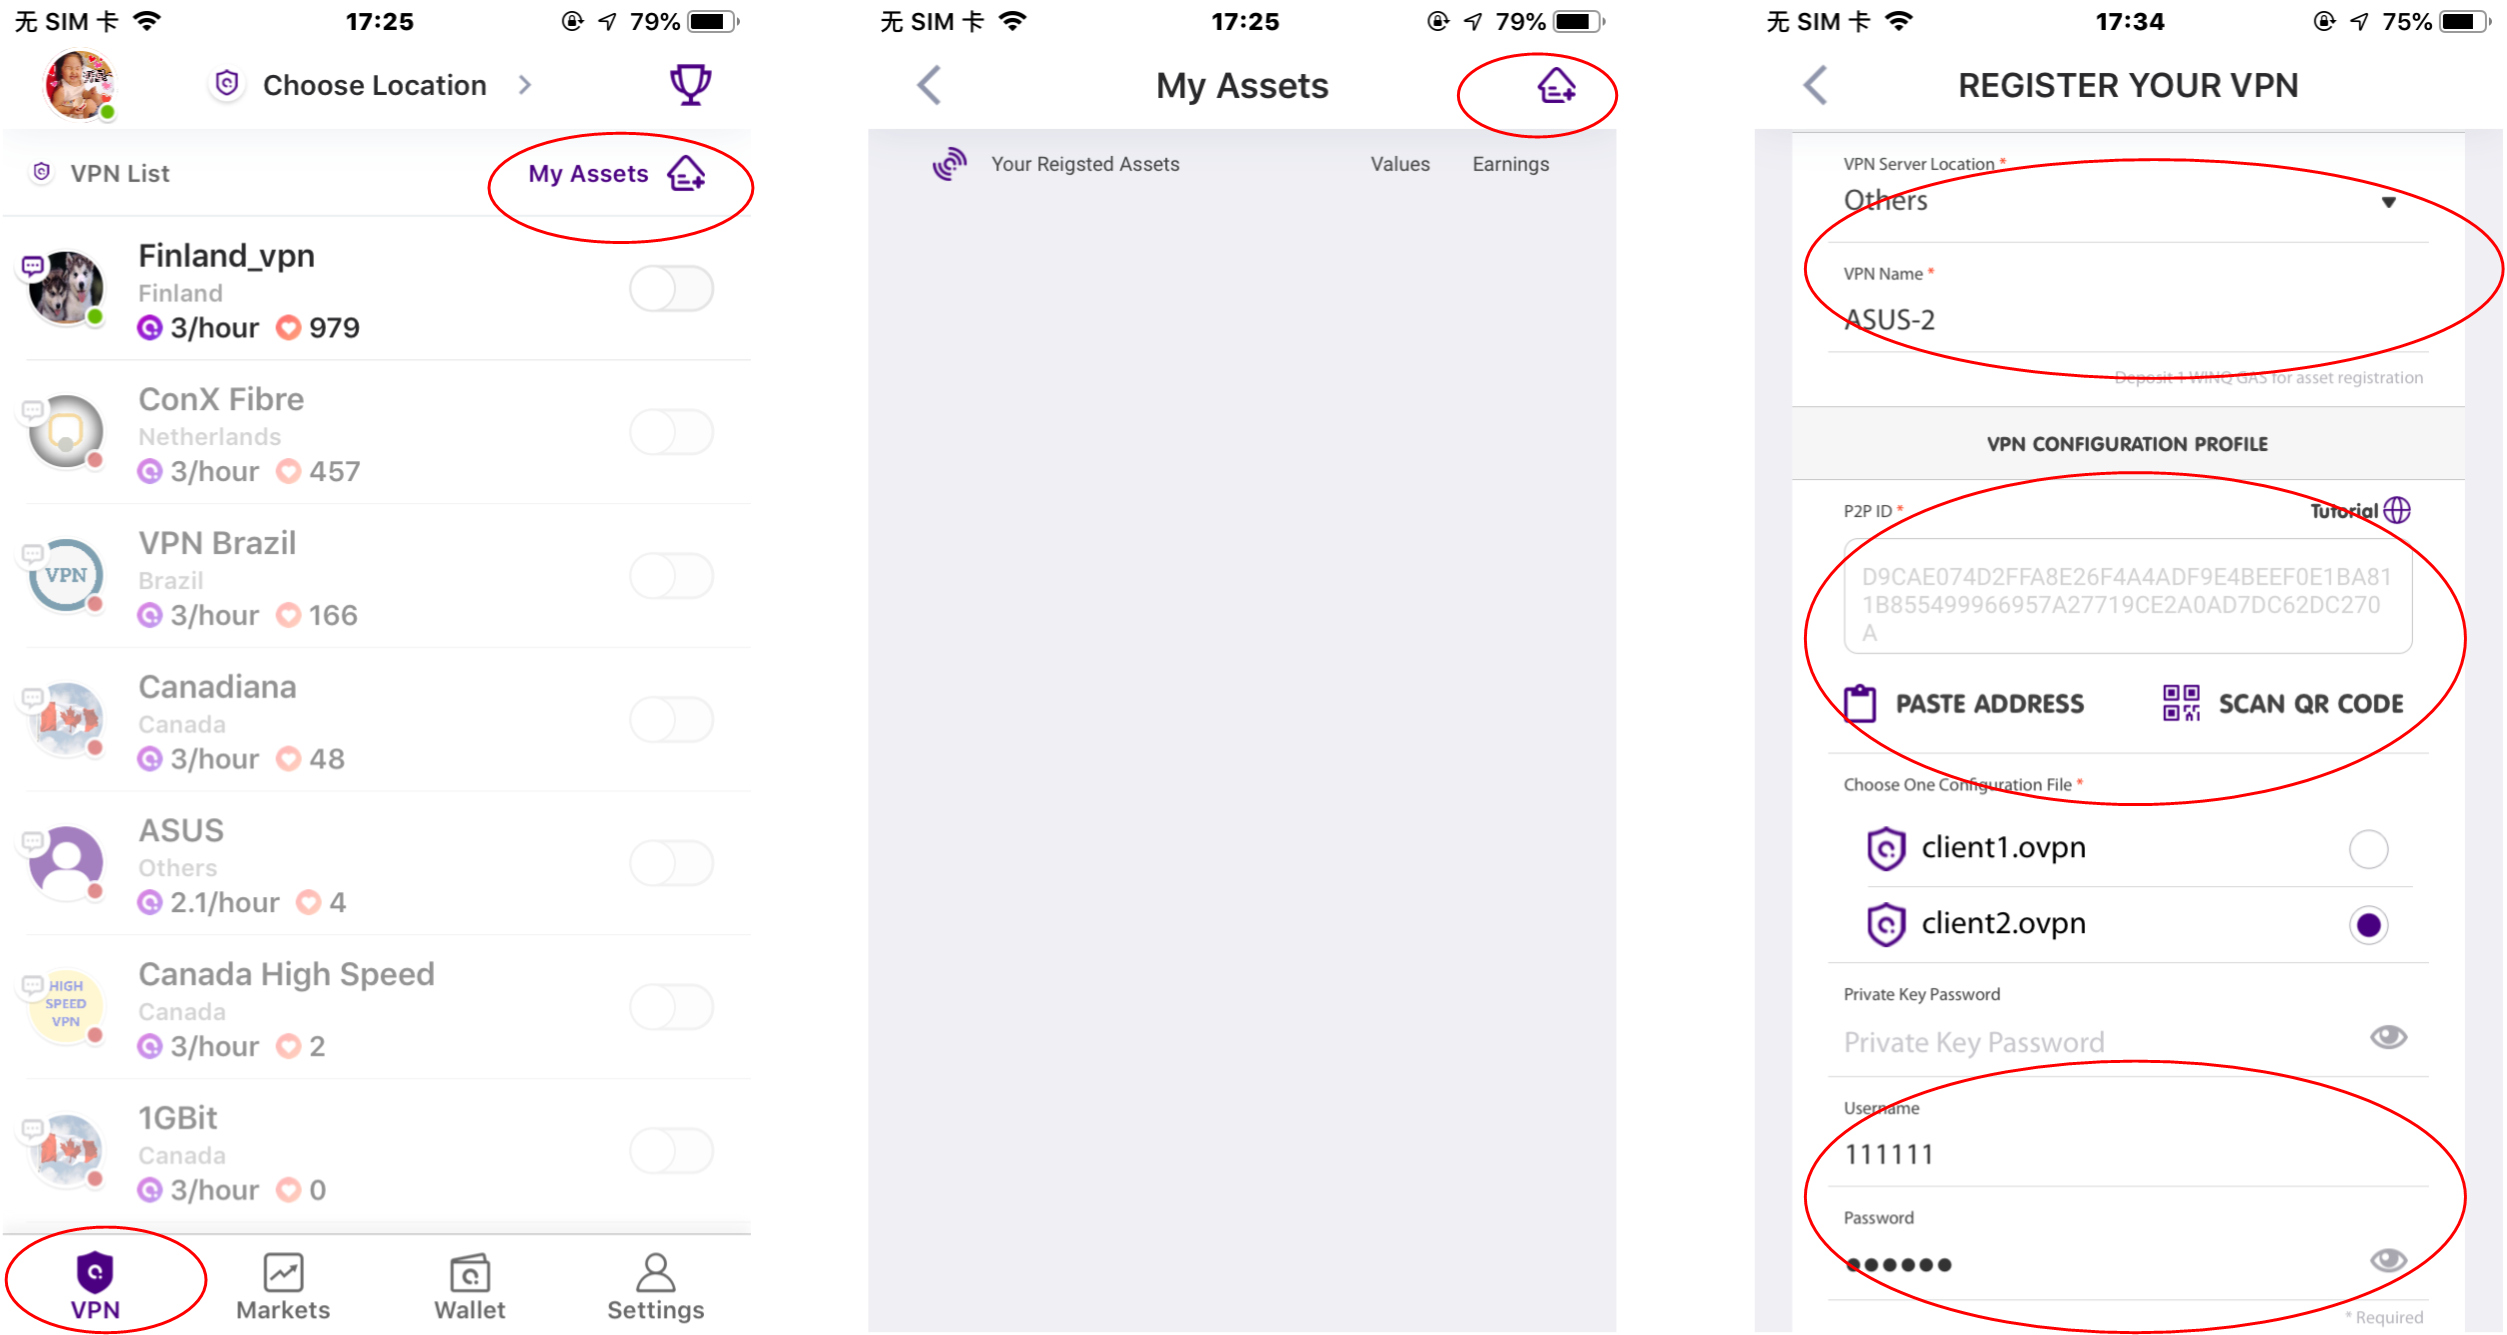 无 SIM 卡 17:25 79%
Choose Location
VPN List My Assets
Finland_vpn
Finland
3/hour 979
ConX Fibre
Netherlands
3/hour 457
VPN
VPN Brazil
Brazil
3/hour 166
Canadiana
Canada
3/hour 48
ASUS
Others
2.1/hour 4
HIGH
SPEED
VPN
Canada High Speed
Canada
3/hour 2
1GBit
Canada
3/hour 0
VPN Markets Wallet Settings
无 SIM 卡 17:25 79%
My Assets
Your Reigsted Assets Values Earnings
无 SIM 卡 17:34 75%
REGISTER YOUR VPN
VPN Server Location *
Others
VPN Name *
ASUS-2
Deposit 1 WINQ GAS for asset registration
VPN CONFIGURATION PROFILE
P2P ID * Tutorial
D9CAE074D2FFA8E26F4A4ADF9E4BEEF0E1BA81
1B855499966957A27719CE2A0AD7DC62DC270
A
PASTE ADDRESS SCAN QR CODE
Choose One Configuration File *
client1.ovpn
client2.ovpn
Private Key Password
Private Key Password
Username
111111
Password
●●●●●●
* Required